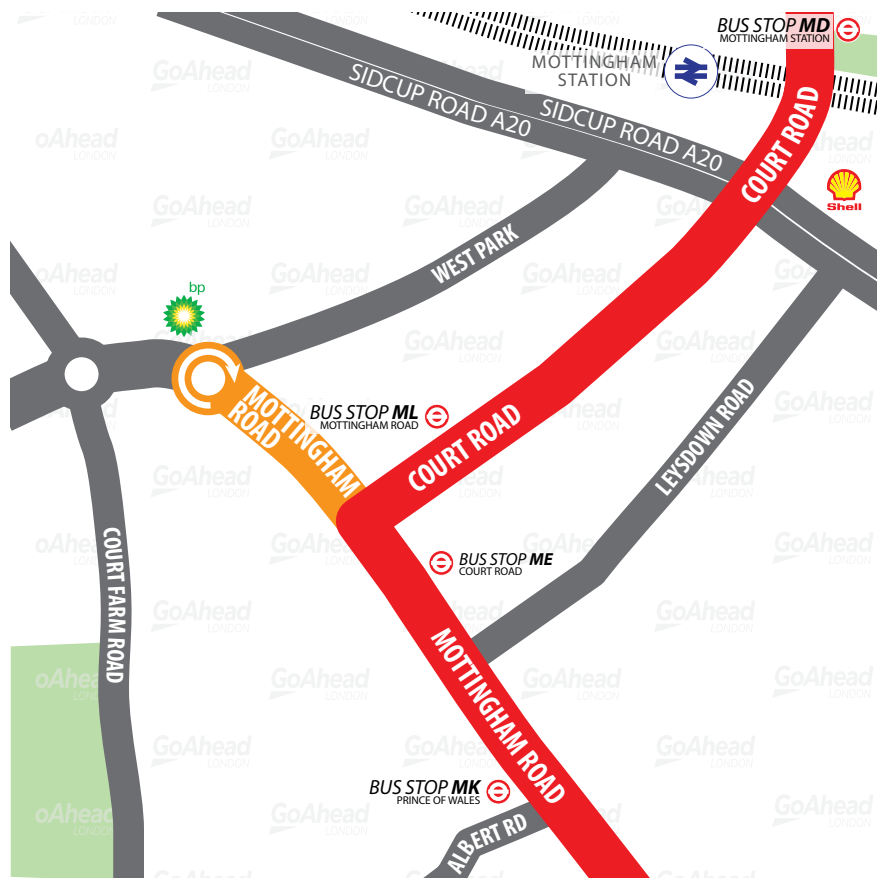 BUS STOP MD
MOTTINGHAM STATION
MOTTINGHAM
STATION
SIDCUP ROAD A20
SIDCUP ROAD A20
COURT ROAD
Shell
WEST PARK
bp
MOTTINGHAM
ROAD
BUS STOP ML
MOTTINGHAM ROAD
COURT ROAD
LEYSDOWN ROAD
COURT FARM ROAD
BUS STOP ME
COURT ROAD
MOTTINGHAM ROAD
BUS STOP MK
PRINCE OF WALES
ALBERT RD
GoAhead
LONDON